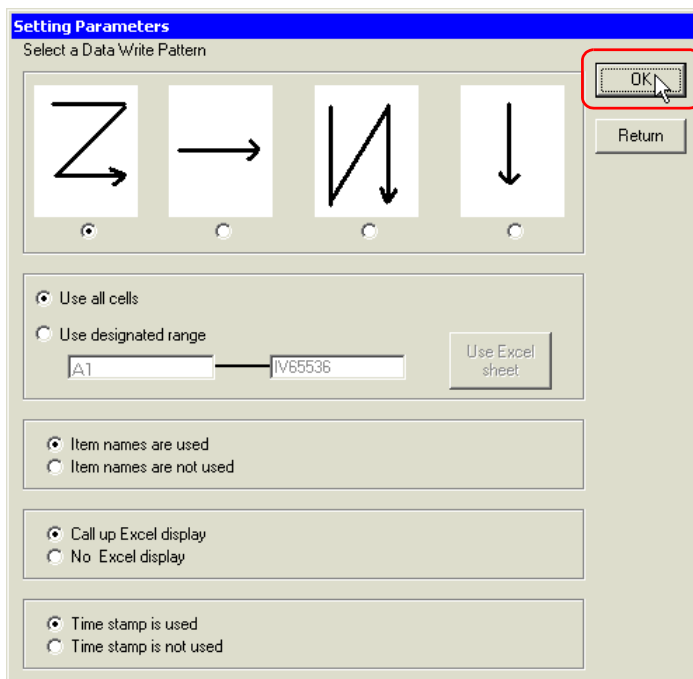 Setting Parameters
Select a Data Write Pattern
OK
Return
Use all cells
Use designated range
A1
IV65536
Use Excel
sheet
Item names are used
Item names are not used
Call up Excel display
No Excel display
Time stamp is used
Time stamp is not used